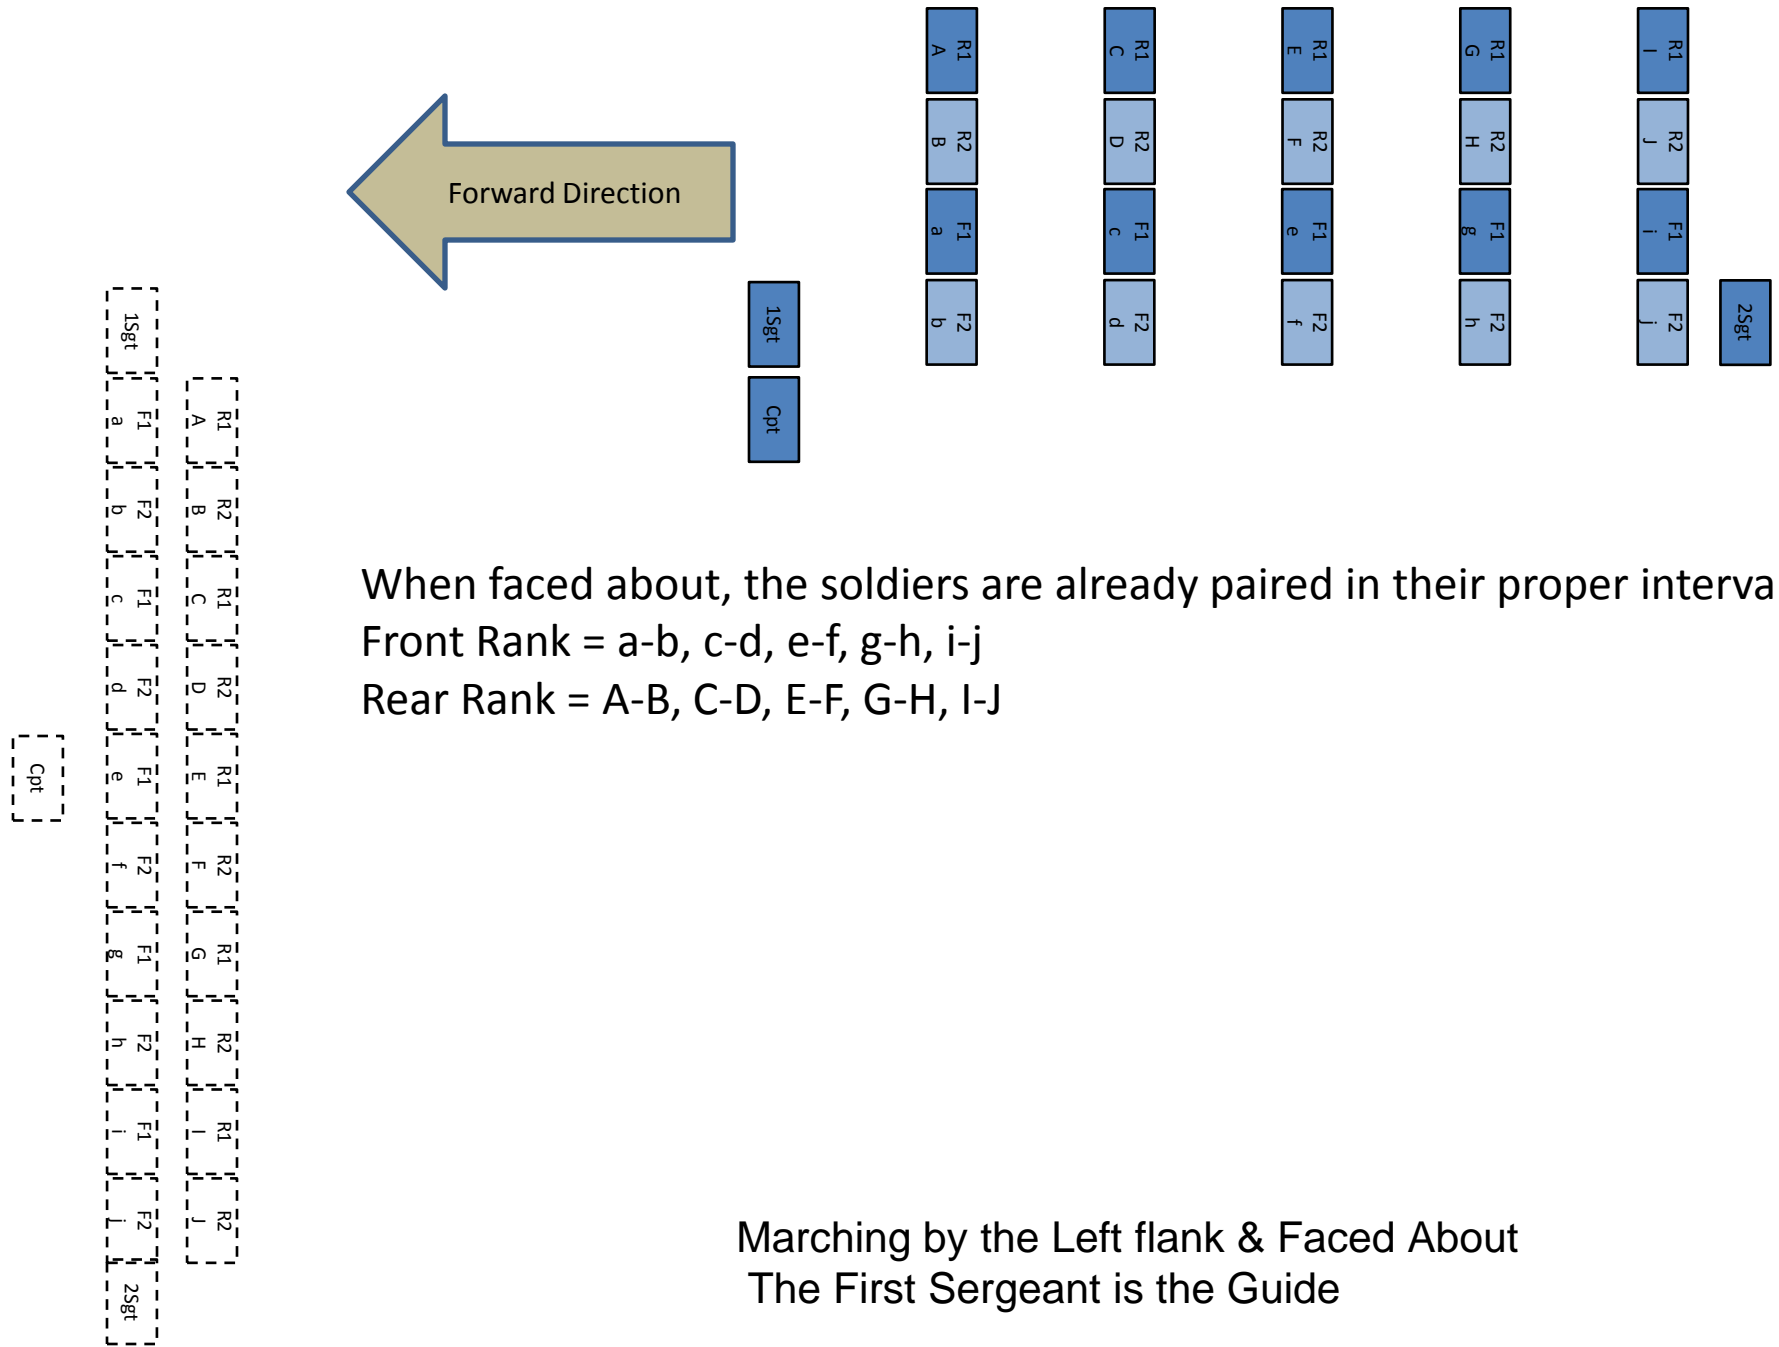 R1 R1 R1 R1 R1
A C E G I
R2 R2 R2 R2 R2
B D F H J
Forward Direction
F1 F1 F1 F1 F1
a c e g i
F2 F2 F2 F2 F2
b d f h j
1Sgt
2Sgt
Cpt
1Sgt
F1 R1
a A
F2 R2
b B
F1 R1
c C
F2 R2
d D
F1 R1
e E
Cpt
F2 R2
f F
F1 R1
g G
F2 R2
h H
F1 R1
i I
F2 R2
j J
2Sgt
When faced about, the soldiers are already paired in their proper interva
Front Rank = a-b, c-d, e-f, g-h, i-j
Rear Rank = A-B, C-D, E-F, G-H, I-J
Marching by the Left flank & Faced About
The First Sergeant is the Guide